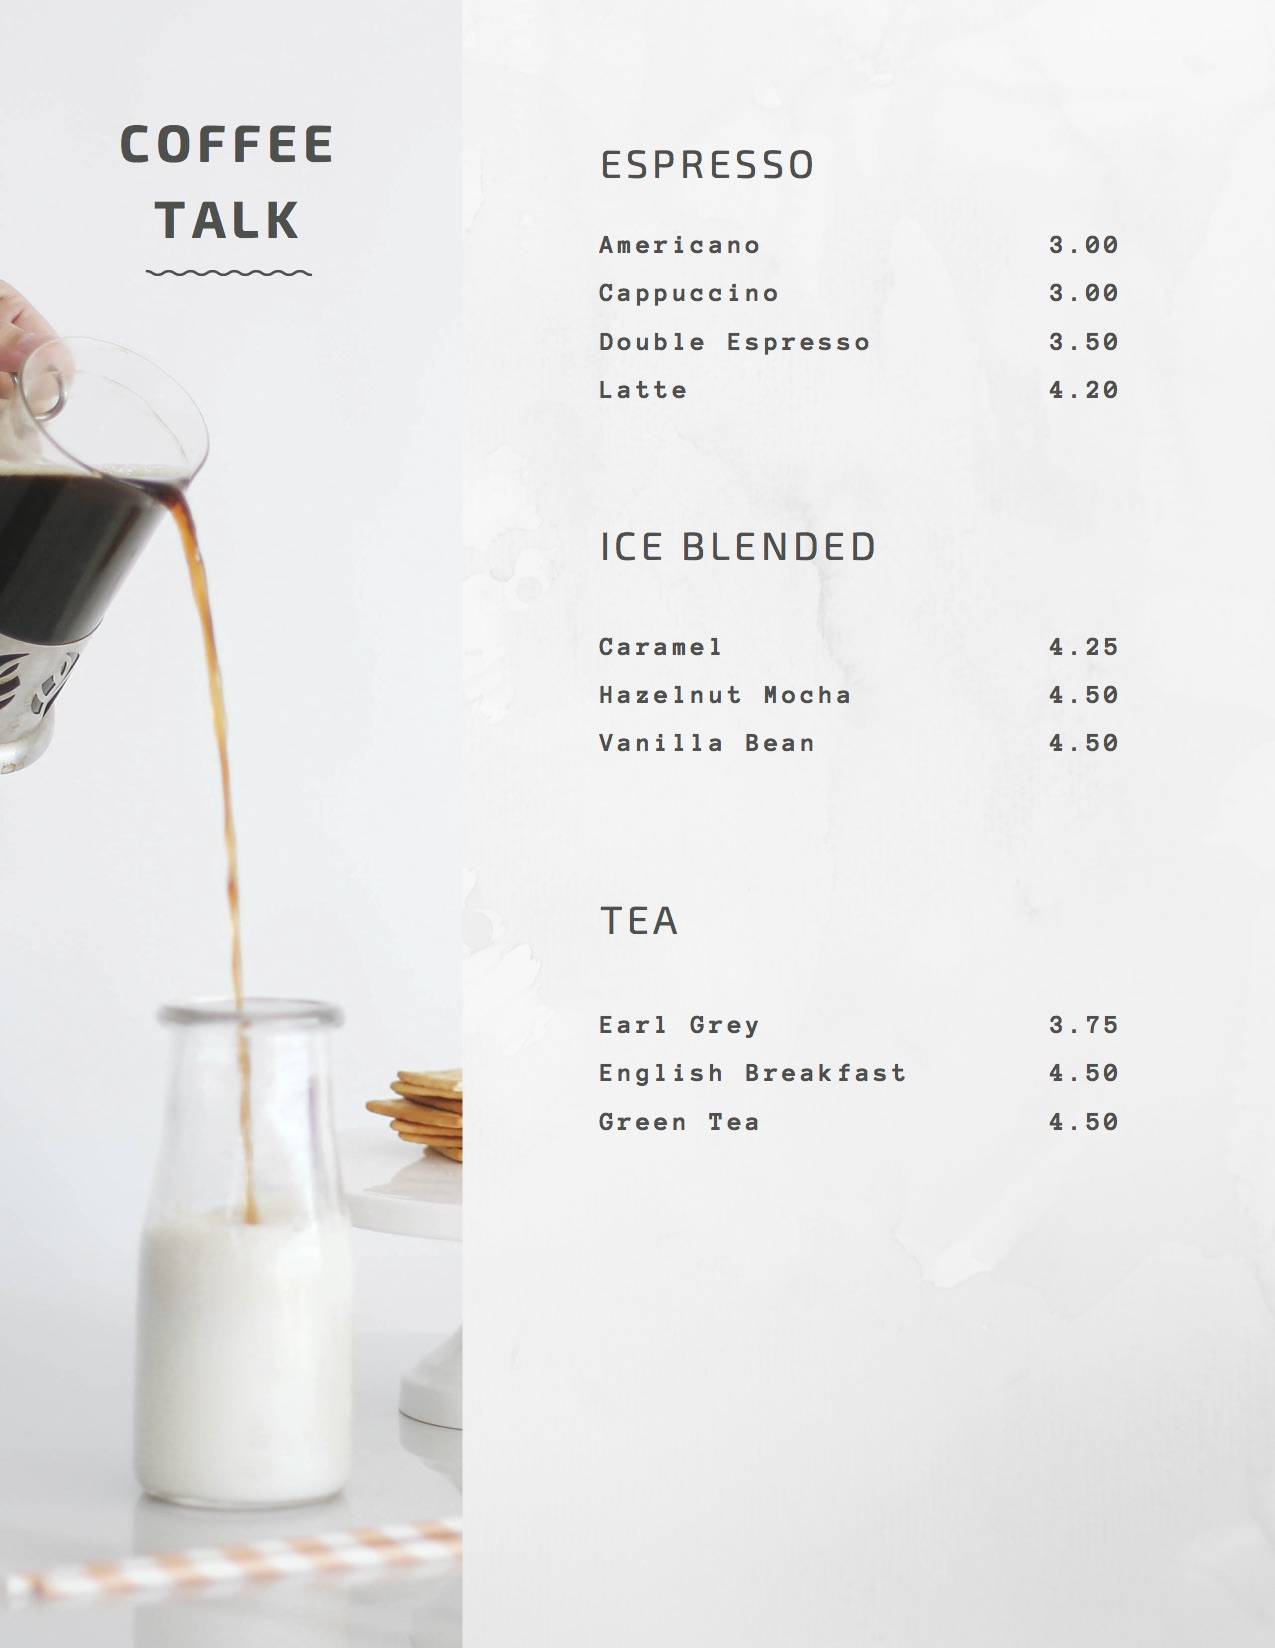 COFFEE
TALK
ESPRESSO
Americano 3.00
Cappuccino 3.00
Double Espresso 3.50
Latte 4.20
ICE BLENDED
Caramel 4.25
Hazelnut Mocha 4.50
Vanilla Bean 4.50
TEA
Earl Grey 3.75
English Breakfast 4.50
Green Tea 4.50